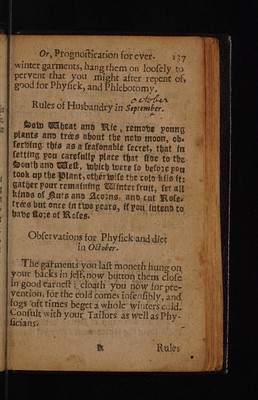 Or, Prognostication for ever. 237
winter garments, hang them on loosely to
pervent that you might after repent of,
good for Physick, and Phlebotomy.
october
Rules of Husbandry in September.
Sow Wheat and Rie, remove young
plants and trées about the new moon, ob-
serving this as a seasonable secret, that in
setting you carefully place that side to the
South and West, which were so before you
took up the Plant, otherwise the cold kills it:
gather your remaining Winter fruit, set all
kinds of Nuts and Acorns, and cut Rose-
trées but once in two years, if you intend to
have store of Roses.
Observations for Physick and diet
in October.
The garments you last moneth hung on
your backs in jest, now button them close
in good earnest; cloath you now for pre-
vention, for the cold comes insensibly, and
fogs oft times beget a whole winters cold.
Consult with your Tailors as well as Phy-
sicians.
Rules